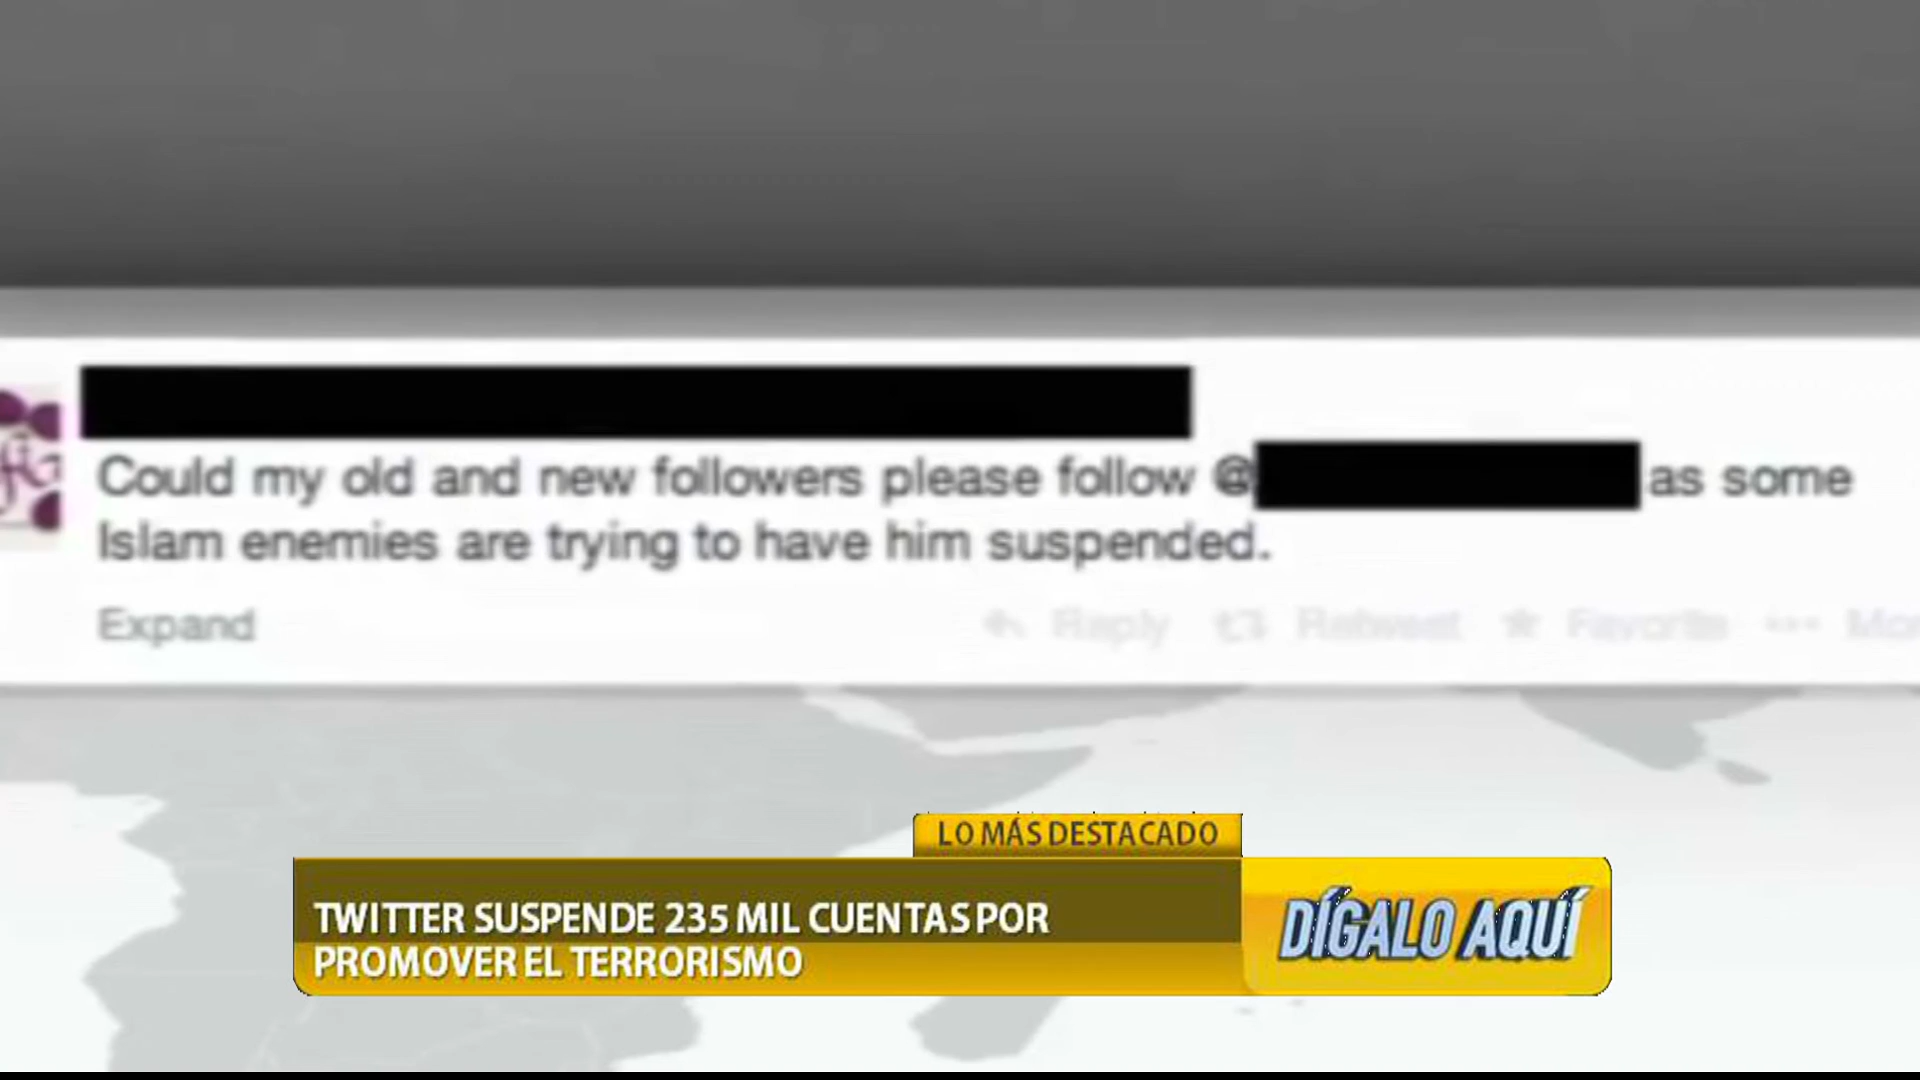 Could my old and new followers please follow @ as some
Islam enemies are trying to have him suspended.
Expand
Reply Retweet Favorite
LO MÁS DESTACADO
TWITTER SUSPENDE 235 MIL CUENTAS POR
PROMOVER EL TERRORISMO
DÍGALO AQUÍ